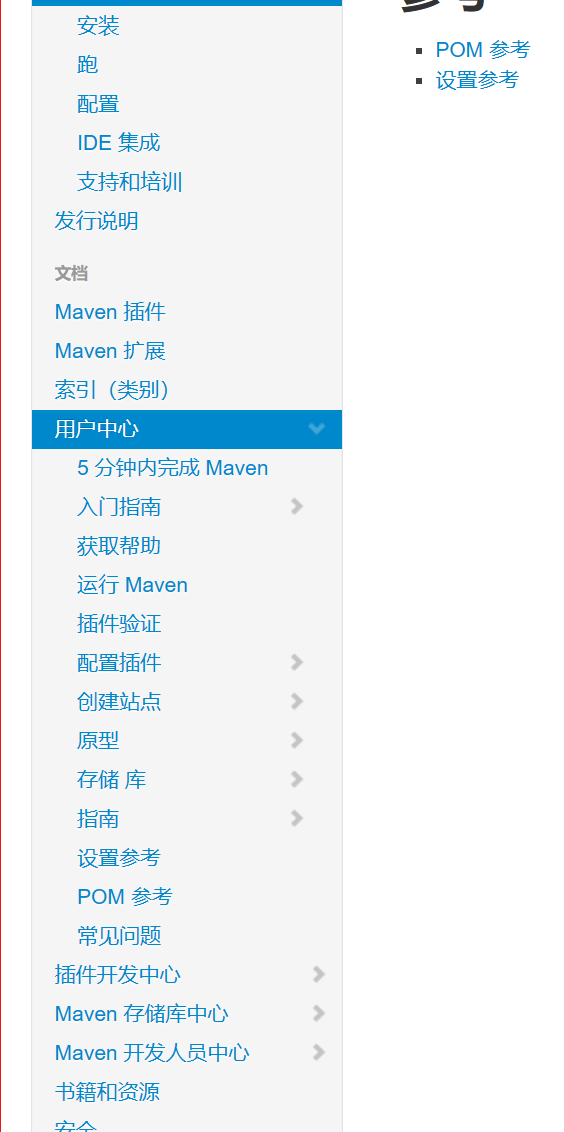 安装
跑
配置
IDE 集成
支持和培训
发行说明
文档
Maven 插件
Maven 扩展
索引（类别）
用户中心
5 分钟内完成 Maven
入门指南
获取帮助
运行 Maven
插件验证
配置插件
创建站点
原型
存储 库
指南
设置参考
POM 参考
常见问题
插件开发中心
Maven 存储库中心
Maven 开发人员中心
书籍和资源
安全
参考
POM 参考
设置参考